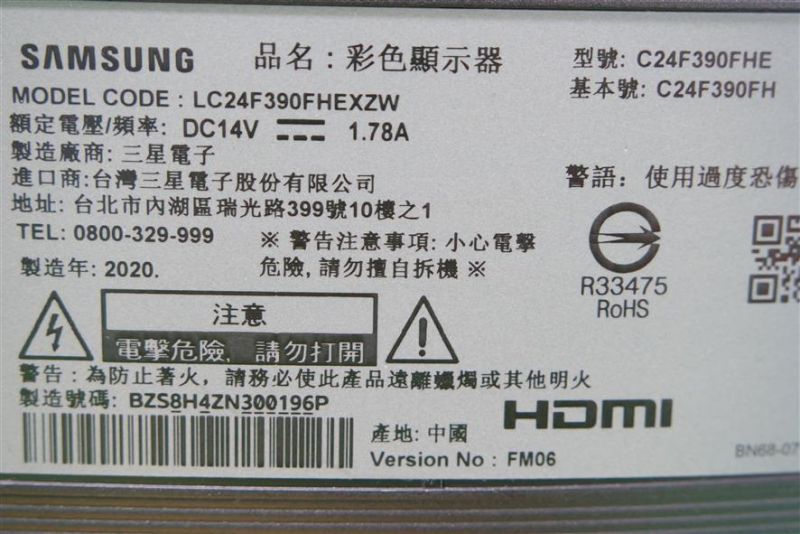 SAMSUNG 品名：彩色顯示器 型號: C24F390FHE
MODEL CODE : LC24F390FHEXZW 基本號: C24F390FH
額定電壓/頻率: DC14V 1.78A
製造廠商: 三星電子
進口商:台灣三星電子股份有限公司 警語: 使用過度恐傷
地址: 台北市內湖區瑞光路399號10樓之1
TEL: 0800-329-999 ※ 警告注意事項: 小心電擊
製造年: 2020. 危險, 請勿擅自拆機 ※
R33475
RoHS
注意
電擊危險, 請勿打開
警告：為防止著火，請務必使此產品遠離蠟燭或其他明火
製造號碼: BZS8H4ZN300196P HDMI
產地: 中國
Version No : FM06 BN68-07